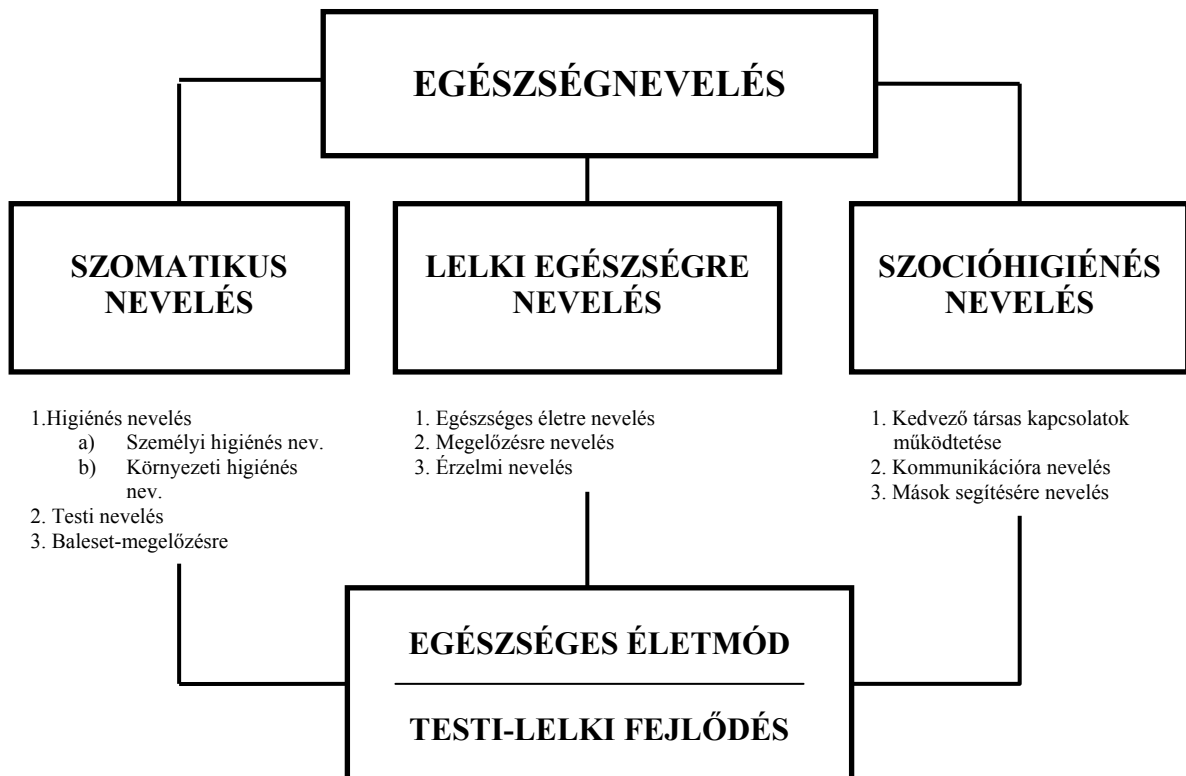 EGÉSZSÉGNEVELÉS
SZOMATIKUS
NEVELÉS
LELKI EGÉSZSÉGRE
NEVELÉS
SZOCIÓHIGIÉNÉS
NEVELÉS
1.Higiénés nevelés
a) Személyi higiénés nev.
b) Környezeti higiénés
nev.
2. Testi nevelés
3. Baleset-megelőzésre
1. Egészséges életre nevelés
2. Megelőzésre nevelés
3. Érzelmi nevelés
1. Kedvező társas kapcsolatok
működtetése
2. Kommunikációra nevelés
3. Mások segítésére nevelés
EGÉSZSÉGES ÉLETMÓD
TESTI-LELKI FEJLŐDÉS